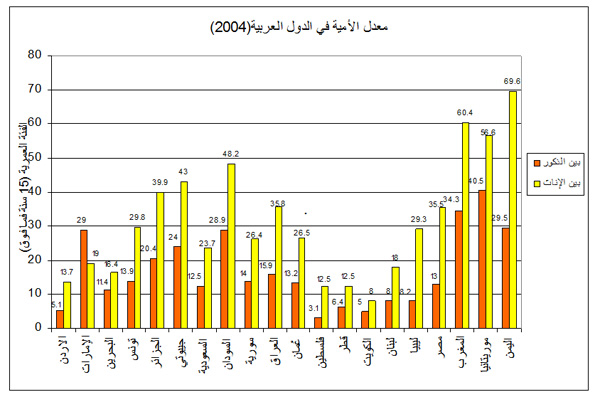 معدل الأمية في الدول العربية(2004)
الفئة العمرية (15 سنة فما فوق)
80
70
60
50
40
30
20
10
0
5.1
13.7
29
19
11.4
16.4
13.9
29.8
20.4
39.9
24
43
12.5
23.7
28.9
48.2
14
26.4
15.9
35.8
13.2
26.5
3.1
12.5
6.4
12.5
5
8
8
18
8.2
29.3
13
35.5
34.3
60.4
40.5
56.6
29.5
69.6
الاردن
الإمارات
البحرين
تونس
الجزائر
جيبوتي
السعودية
السودان
سورية
العراق
عُمان
فلسطين
قطر
الكويت
لبنان
ليبيا
مصر
المغرب
موريتانيا
اليمن
بين الذكور
بين الإناث